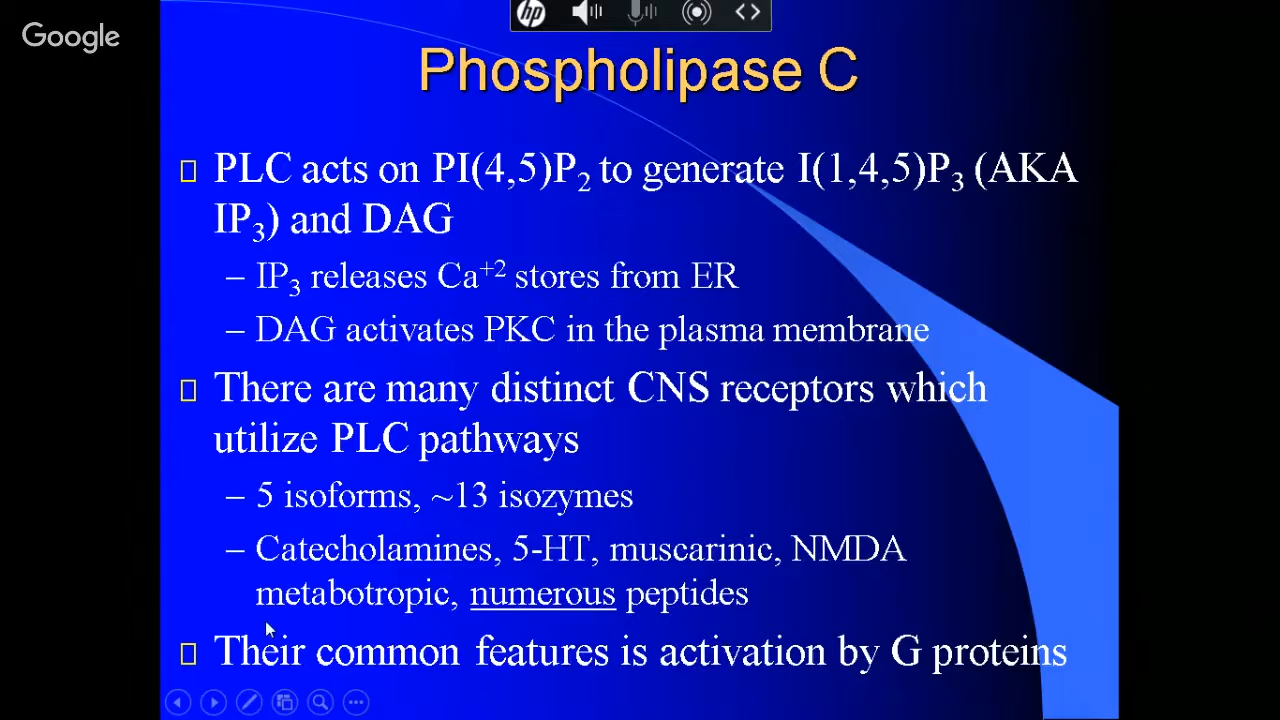 Google
hp
Phospholipase C
PLC acts on PI(4,5)P₂ to generate I(1,4,5)P₃ (AKA
IP₃) and DAG
– IP₃ releases Ca⁺² stores from ER
– DAG activates PKC in the plasma membrane
There are many distinct CNS receptors which
utilize PLC pathways
– 5 isoforms, ~13 isozymes
– Catecholamines, 5-HT, muscarinic, NMDA
metabotropic, numerous peptides
Their common features is activation by G proteins